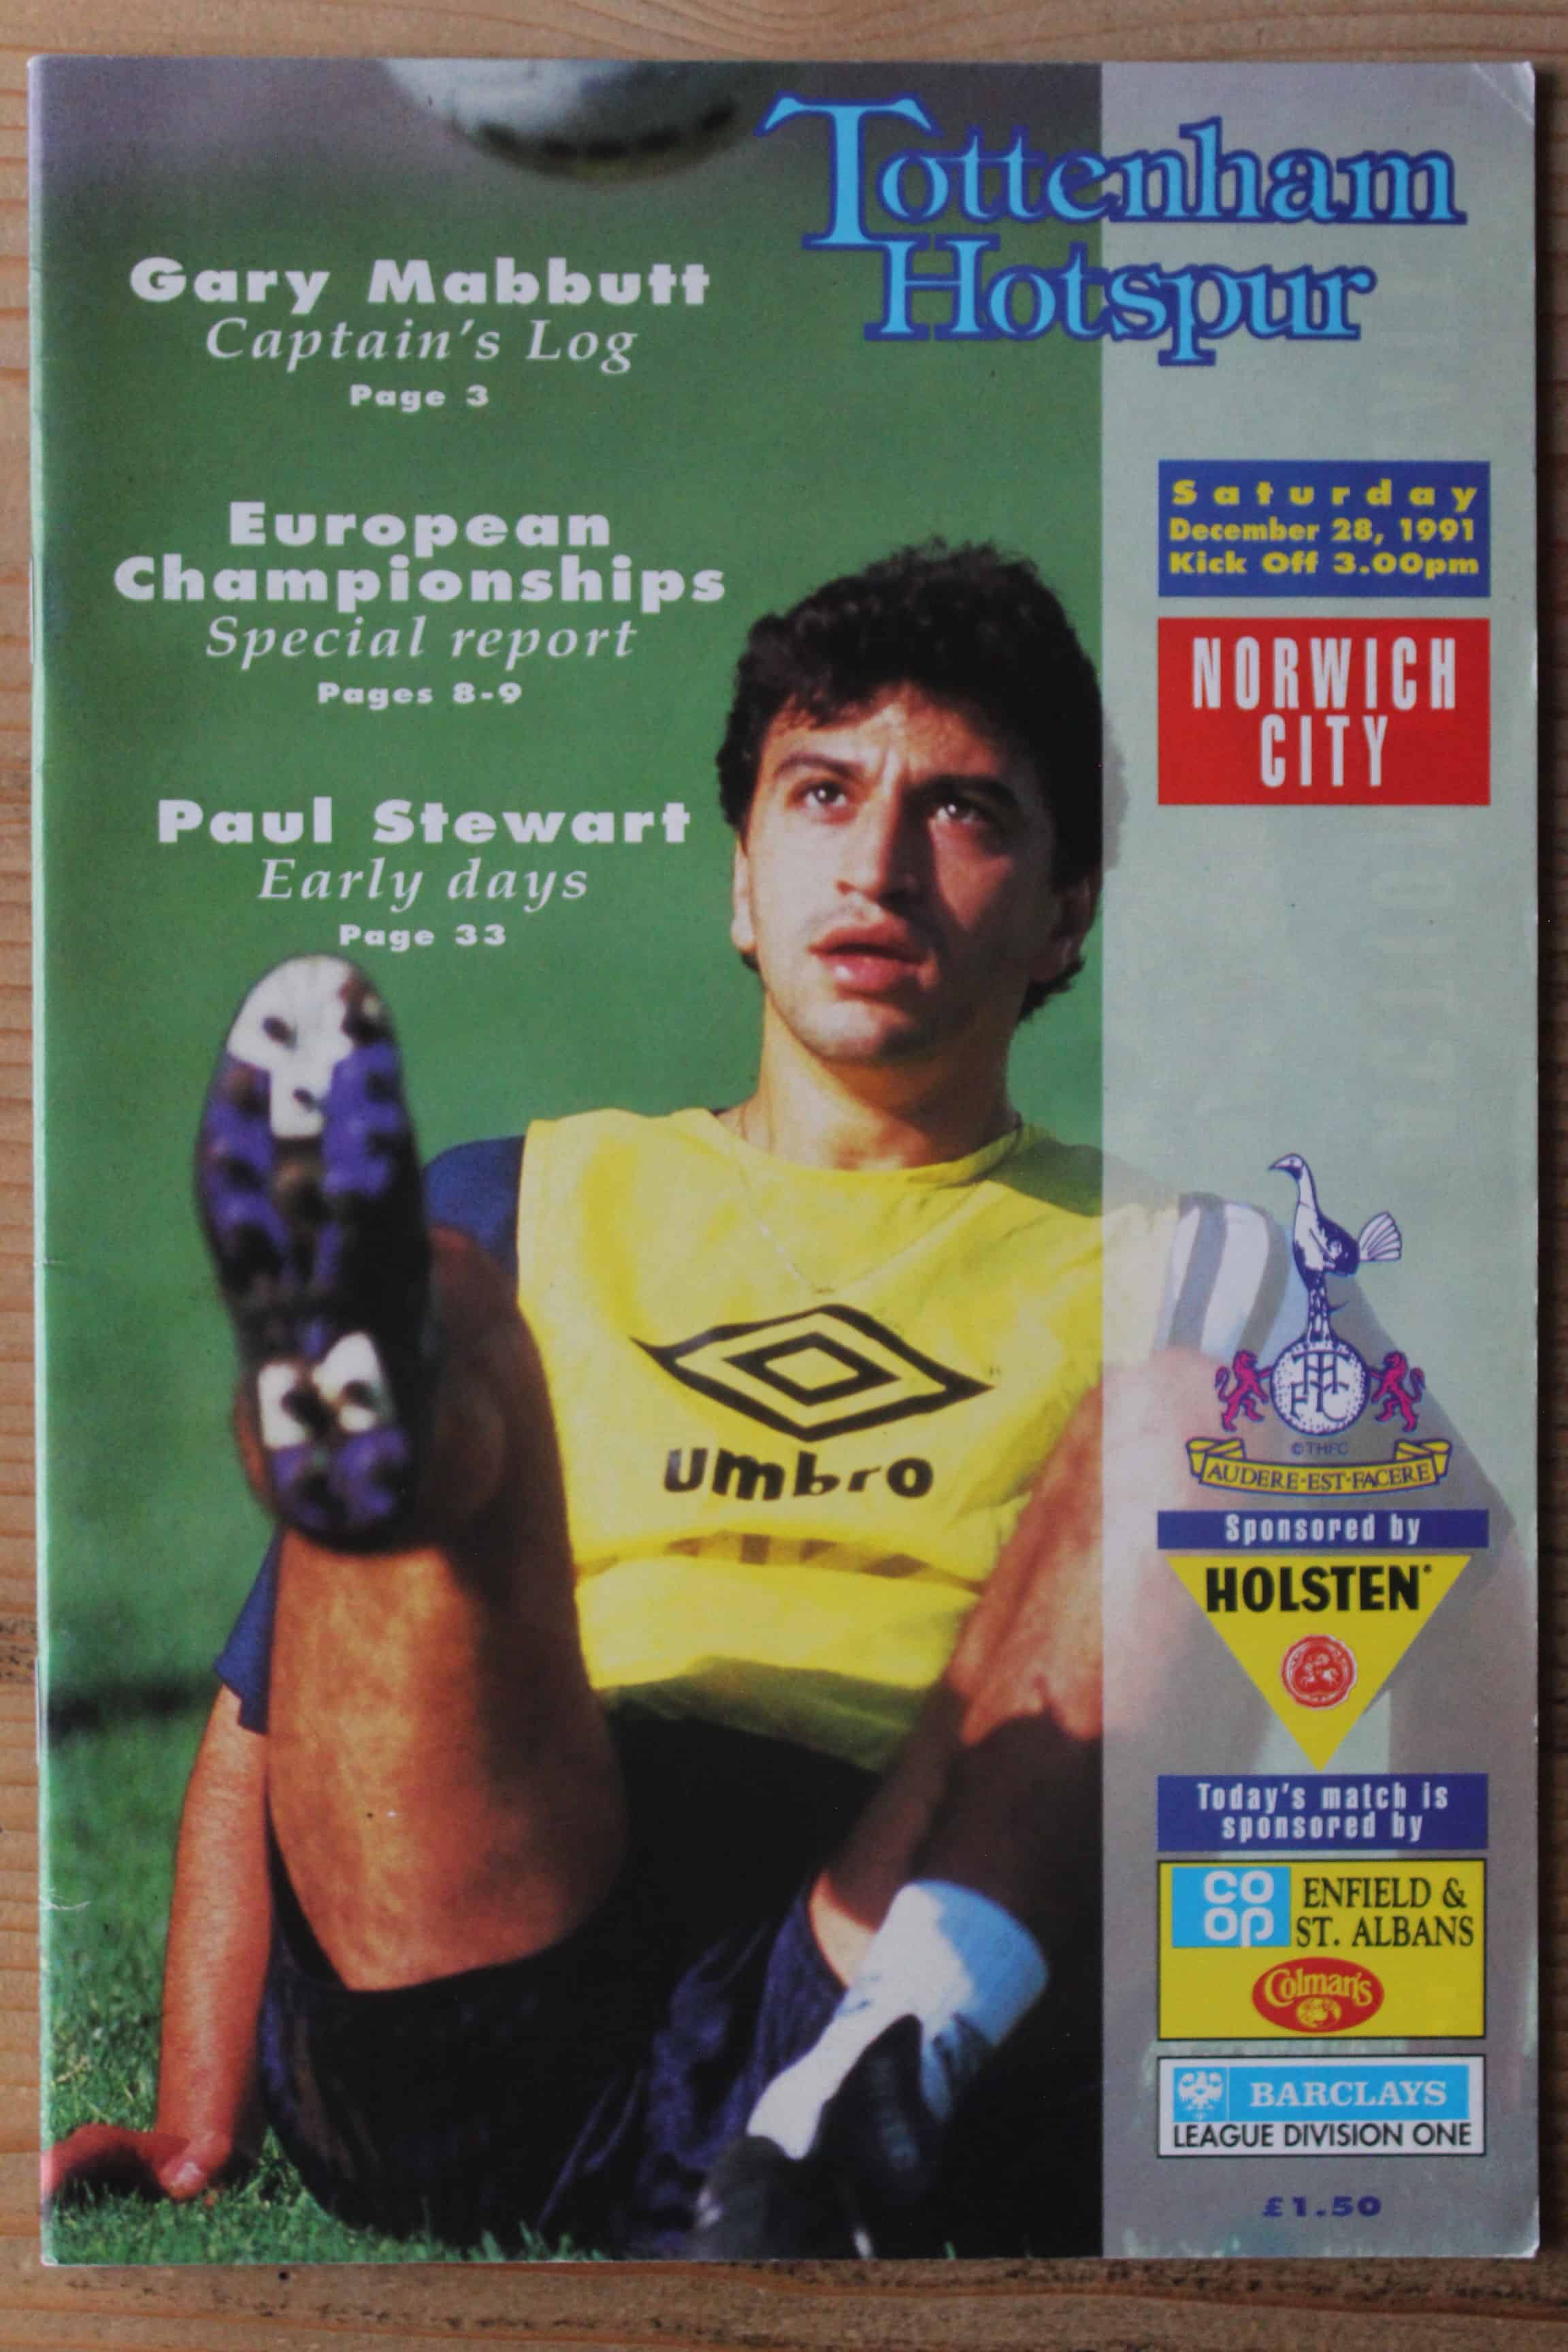 Tottenham
Hotspur
Gary Mabbutt
Captain's Log
Page 3
European
Championships
Special report
Pages 8-9
Paul Stewart
Early days
Page 33
Saturday
December 28, 1991
Kick Off 3.00pm
NORWICH
CITY
umbro
THFC
©THFC
AUDERE·EST·FACERE
Sponsored by
HOLSTEN
Today's match is
sponsored by
CO
OP
ENFIELD &
ST. ALBANS
Colman's
BARCLAYS
LEAGUE DIVISION ONE
£1.50